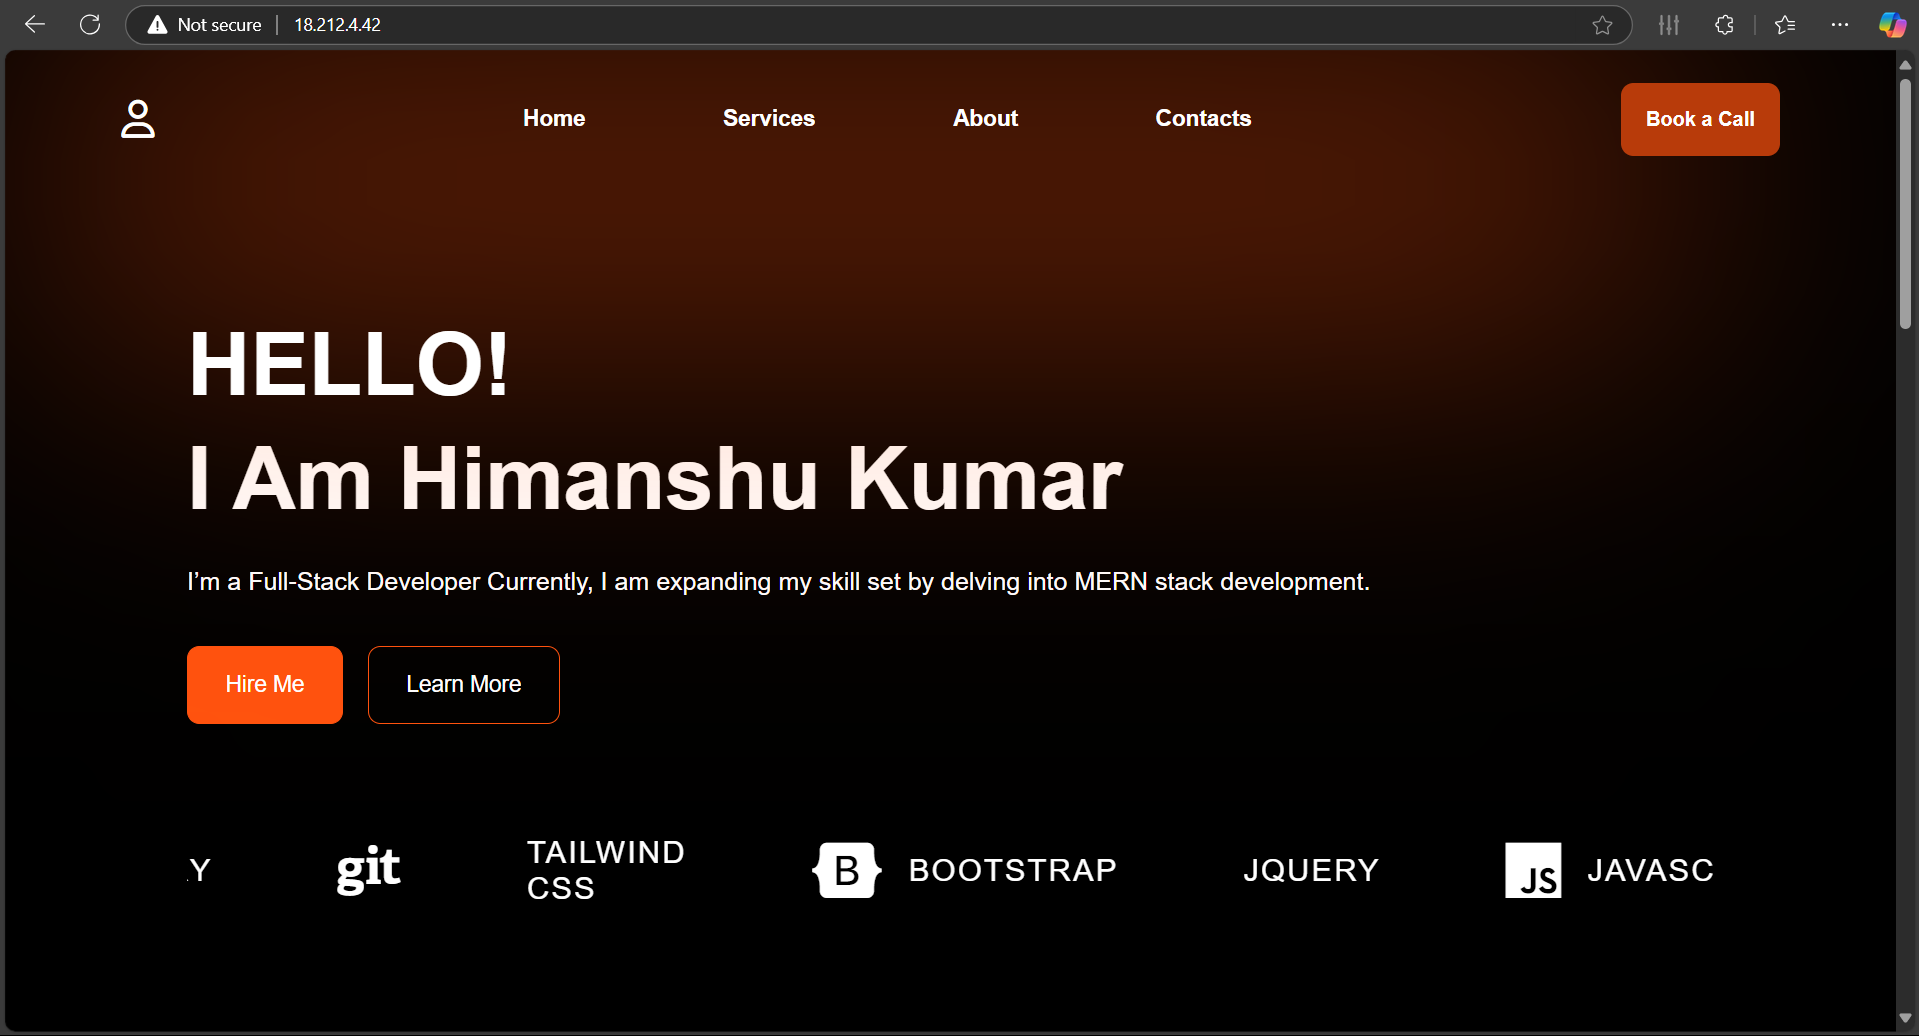 Not secure 18.212.4.42
Home Services About Contacts Book a Call
HELLO!
I Am Himanshu Kumar
I’m a Full-Stack Developer Currently, I am expanding my skill set by delving into MERN stack development.
Hire Me Learn More
Y git TAILWIND CSS B BOOTSTRAP JQUERY JS JAVASC